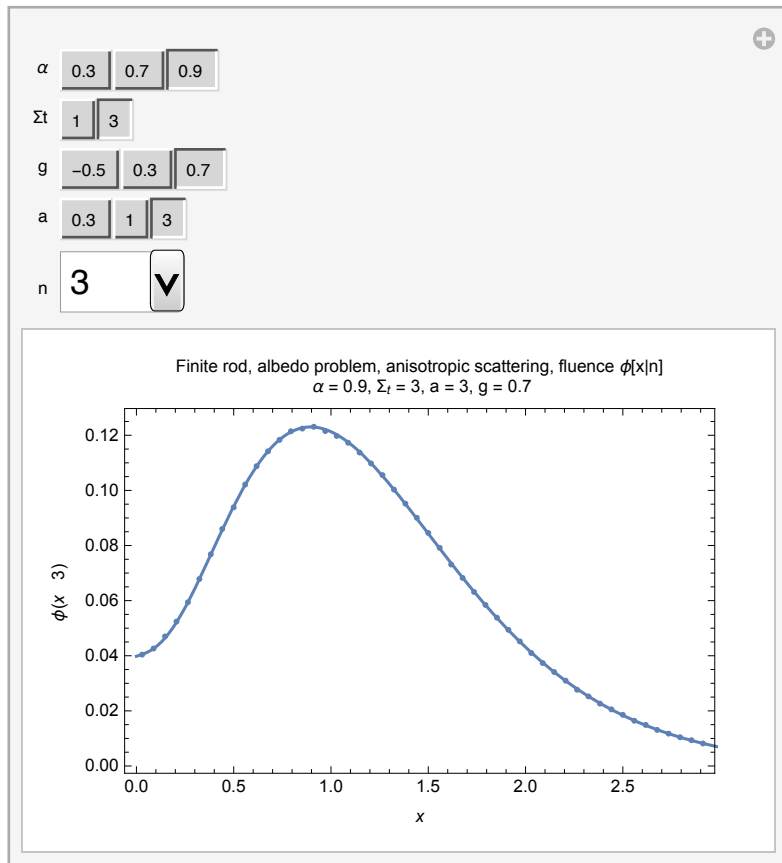 α 0.3 0.7 0.9
Σt 1 3
g −0.5 0.3 0.7
a 0.3 1 3
n 3
Finite rod, albedo problem, anisotropic scattering, fluence ϕ[x|n]
α = 0.9, Σₜ = 3, a = 3, g = 0.7
0.12
0.10
0.08
0.06
0.04
0.02
0.00
ϕ(x 3)
0.0 0.5 1.0 1.5 2.0 2.5
x